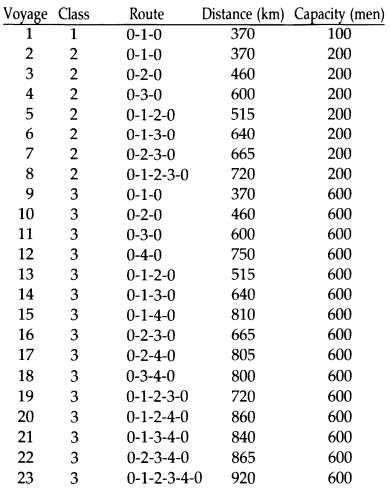 Voyage Class Route Distance (km) Capacity (men)
1 1 0-1-0 370 100
2 2 0-1-0 370 200
3 2 0-2-0 460 200
4 2 0-3-0 600 200
5 2 0-1-2-0 515 200
6 2 0-1-3-0 640 200
7 2 0-2-3-0 665 200
8 2 0-1-2-3-0 720 200
9 3 0-1-0 370 600
10 3 0-2-0 460 600
11 3 0-3-0 600 600
12 3 0-4-0 750 600
13 3 0-1-2-0 515 600
14 3 0-1-3-0 640 600
15 3 0-1-4-0 810 600
16 3 0-2-3-0 665 600
17 3 0-2-4-0 805 600
18 3 0-3-4-0 800 600
19 3 0-1-2-3-0 720 600
20 3 0-1-2-4-0 860 600
21 3 0-1-3-4-0 840 600
22 3 0-2-3-4-0 865 600
23 3 0-1-2-3-4-0 920 600